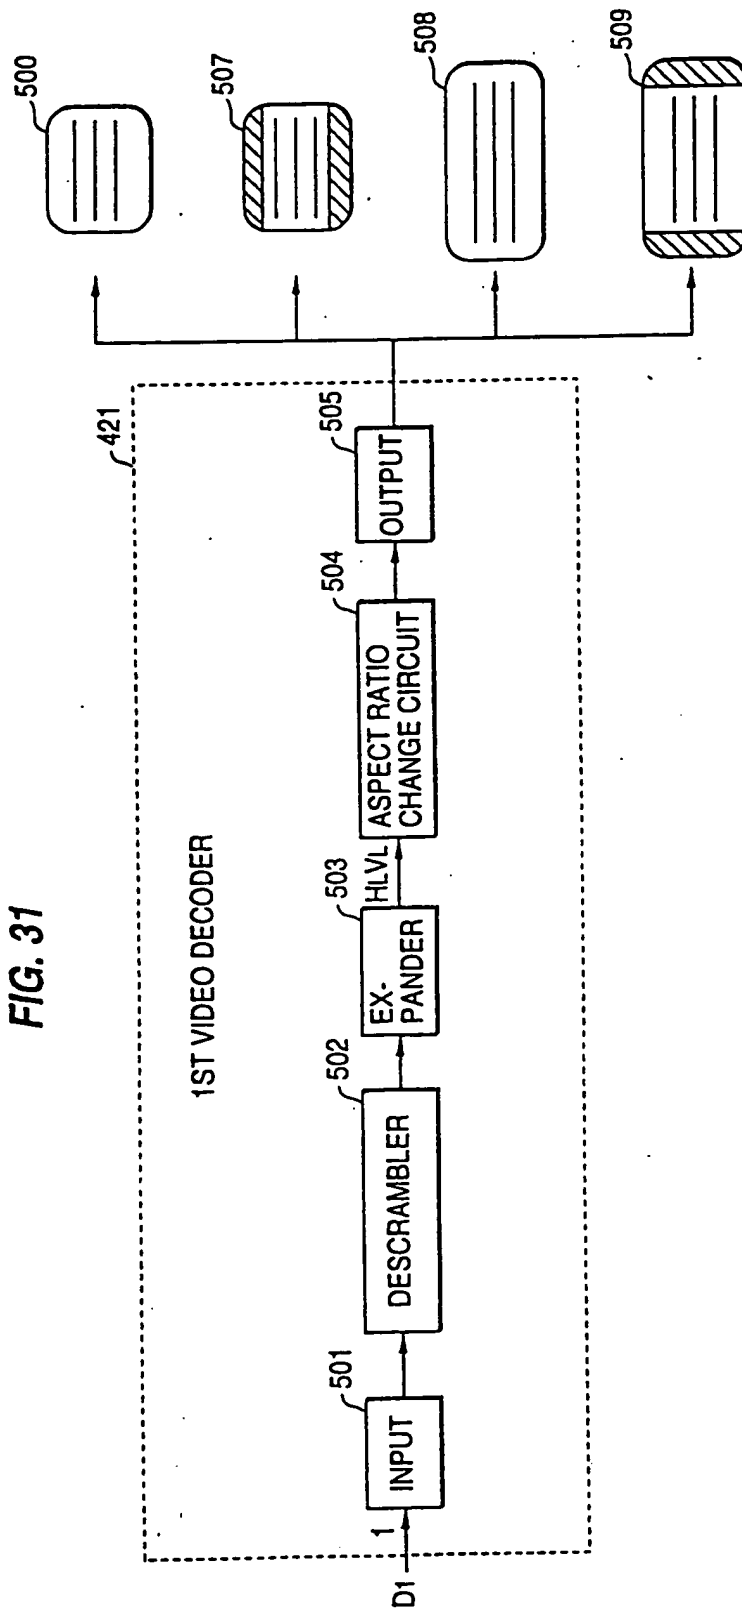 FIG. 31
1ST VIDEO DECODER
421
D1
1
501
INPUT
502
DESCRAMBLER
503
EX-
PANDER
HLVL
504
ASPECT RATIO
CHANGE CIRCUIT
505
OUTPUT
500
507
508
509